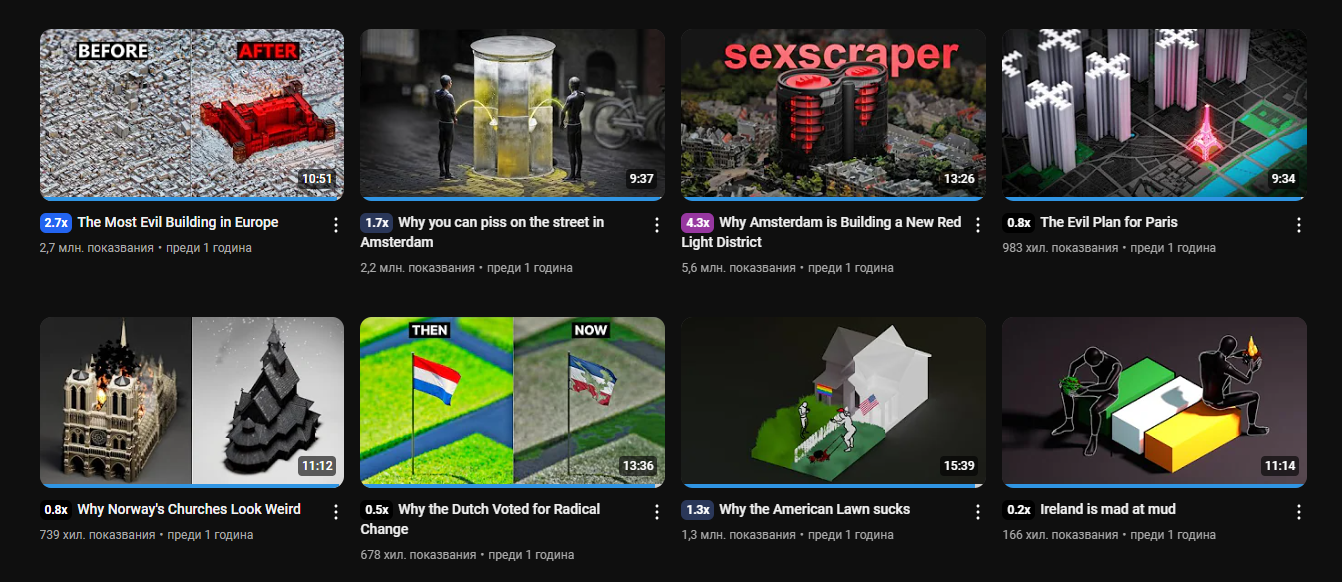 BEFORE
AFTER
10:51
2.7x The Most Evil Building in Europe
2,7 млн. показвания • преди 1 година
9:37
1.7x Why you can piss on the street in
Amsterdam
2,2 млн. показвания • преди 1 година
sexscraper
13:26
4.3x Why Amsterdam is Building a New Red
Light District
5,6 млн. показвания • преди 1 година
9:34
0.8x The Evil Plan for Paris
983 хил. показвания • преди 1 година
11:12
0.8x Why Norway's Churches Look Weird
739 хил. показвания • преди 1 година
THEN
NOW
13:36
0.5x Why the Dutch Voted for Radical
Change
678 хил. показвания • преди 1 година
15:39
1.3x Why the American Lawn sucks
1,3 млн. показвания • преди 1 година
11:14
0.2x Ireland is mad at mud
166 хил. показвания • преди 1 година